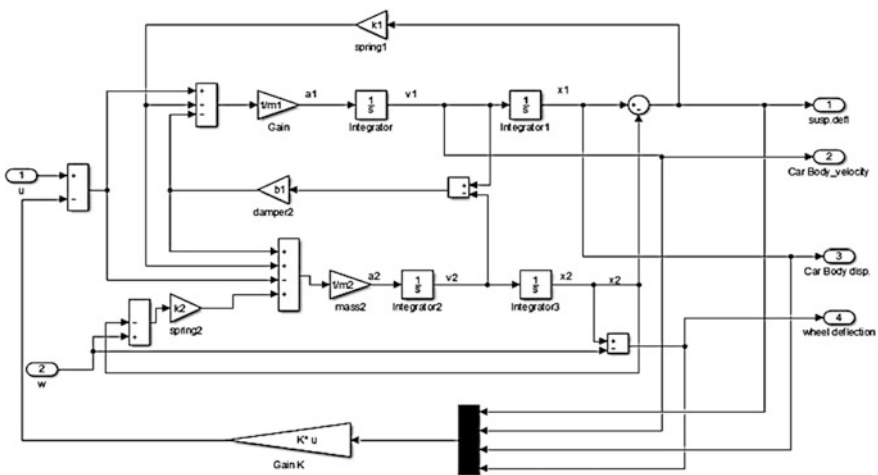 k1
spring1
+
-
-
1/m1
Gain
a1
1
s
Integrator
v1
1
s
Integrator1
x1
+
-
1
susp.defl
2
Car Body_velocity
1
u
+
-
b1
damper2
+
-
+
+
-
+
1/m2
mass2
a2
1
s
Integrator2
v2
1
s
Integrator3
x2
x2
3
Car Body disp.
-
+
k2
spring2
+
-
4
wheel deflection
2
w
K* u
Gain K